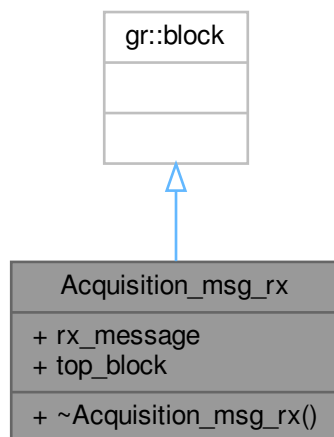 gr::block
Acquisition_msg_rx
+ rx_message
+ top_block
+ ~Acquisition_msg_rx()